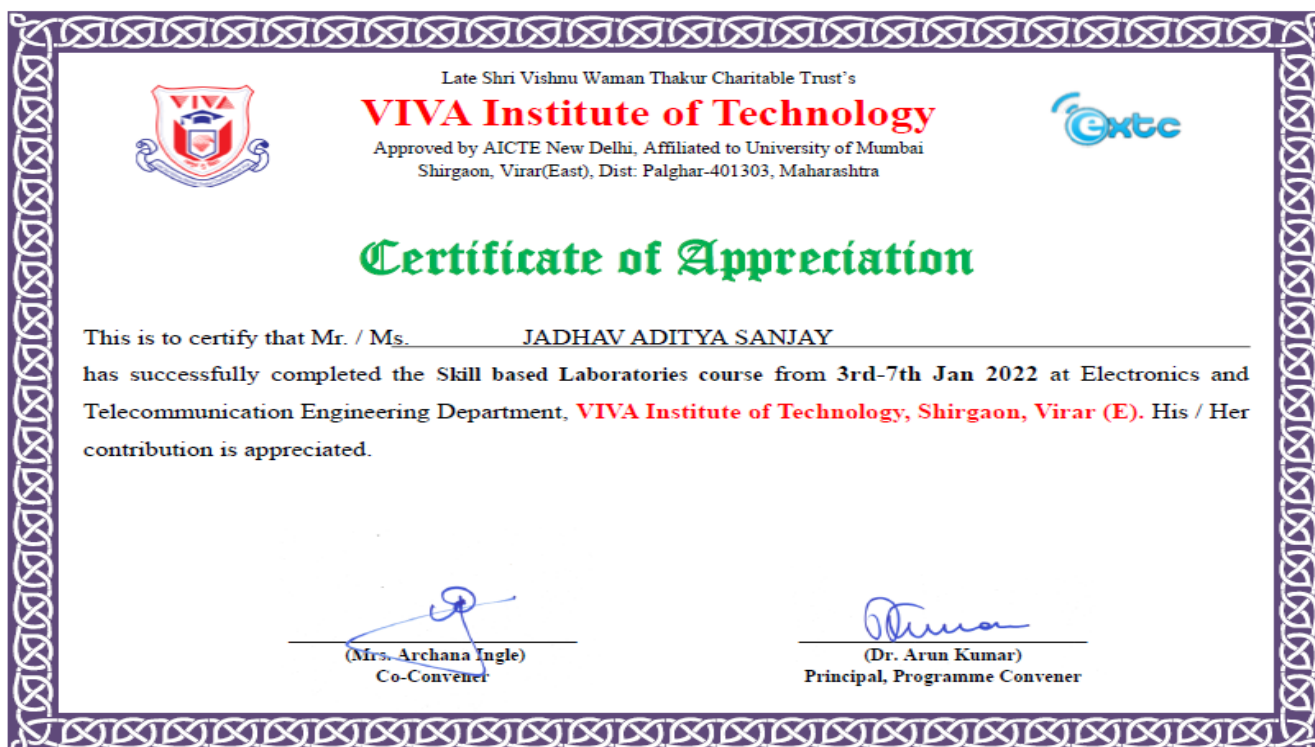 Late Shri Vishnu Waman Thakur Charitable Trust's
VIVA Institute of Technology
Approved by AICTE New Delhi, Affiliated to University of Mumbai
Shirgaon, Virar(East), Dist: Palghar-401303, Maharashtra
VIVA
extc
Certificate of Appreciation
This is to certify that Mr. / Ms. JADHAV ADITYA SANJAY
has successfully completed the Skill based Laboratories course from 3rd-7th Jan 2022 at Electronics and
Telecommunication Engineering Department, VIVA Institute of Technology, Shirgaon, Virar (E). His / Her
contribution is appreciated.
(Mrs. Archana Ingle)
Co-Convener
(Dr. Arun Kumar)
Principal, Programme Convener